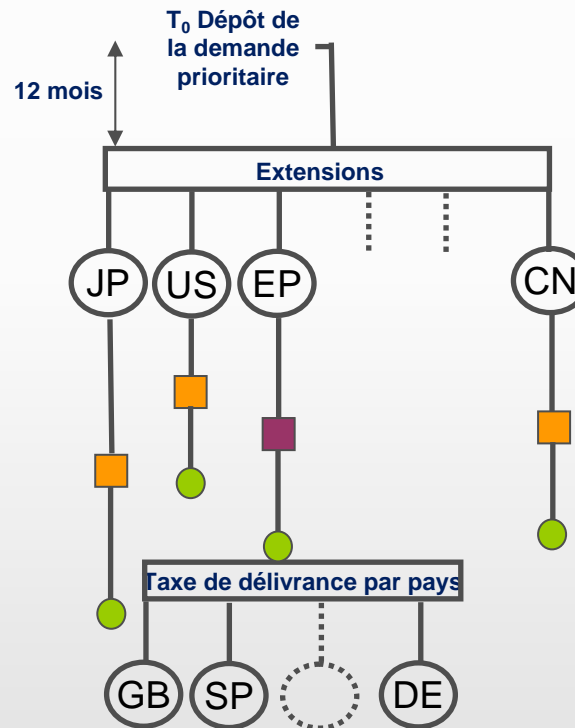 T₀ Dépôt de
la demande
prioritaire
12 mois
Extensions
JP
US
EP
CN
Taxe de délivrance par pays
GB
SP
DE